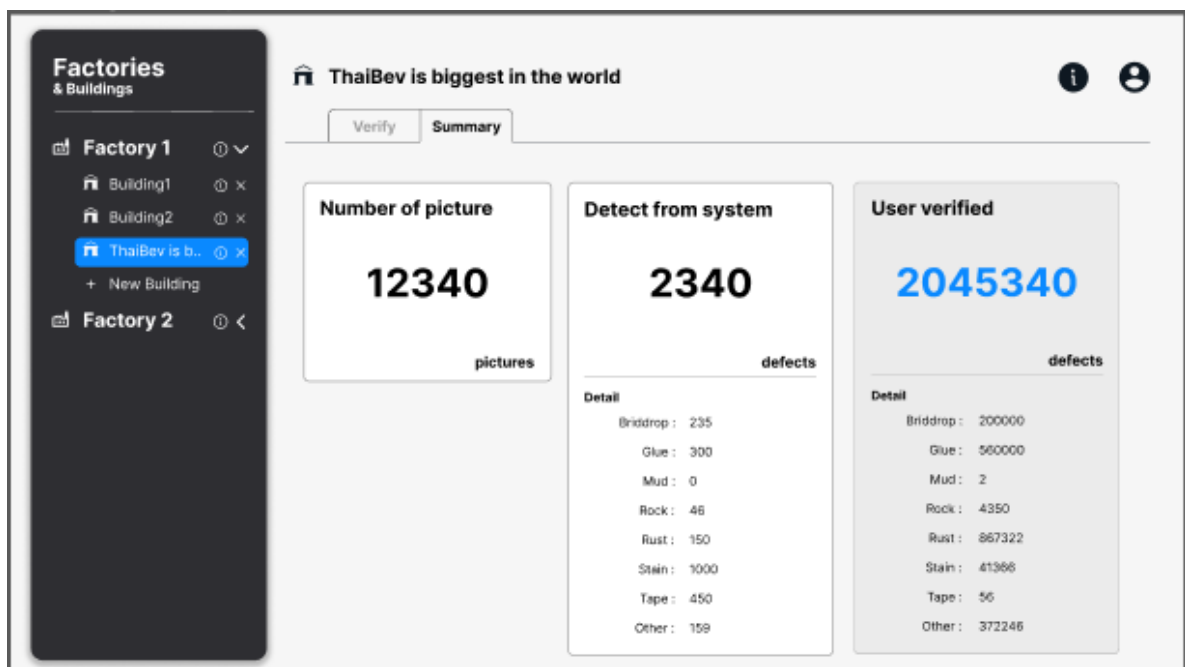 Factories
& Buildings
Factory 1
Building1
Building2
ThaiBev is b..
+ New Building
Factory 2
ThaiBev is biggest in the world
Verify
Summary
Number of picture
12340
pictures
Detect from system
2340
defects
Detail
Briddrop : 235
Glue : 300
Mud : 0
Rock : 46
Rust : 150
Stain : 1000
Tape : 450
Other : 159
User verified
2045340
defects
Detail
Briddrop : 200000
Glue : 560000
Mud : 2
Rock : 4350
Rust : 867322
Stain : 41366
Tape : 56
Other : 372246